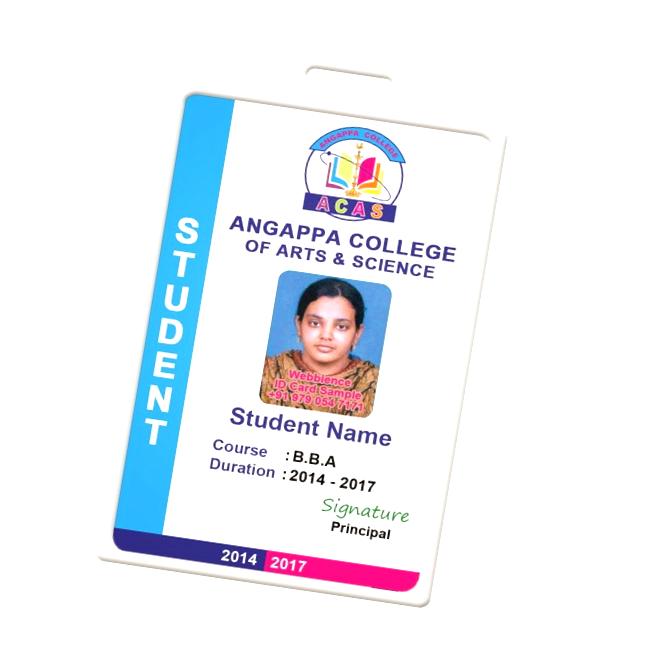 ANGAPPA COLLEGE
ACAS
ANGAPPA COLLEGE
OF ARTS & SCIENCE
STUDENT
Webblence
ID Card Sample
+91 979 054 7171
Student Name
Course : B.B.A
Duration : 2014 - 2017
Signature
Principal
2014 2017